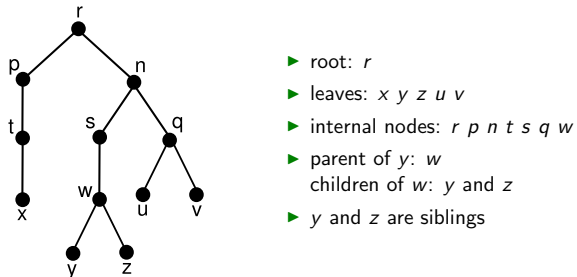 r
p
n
t
s
q
x
w
u
v
y
z
▶ root: r
▶ leaves: x y z u v
▶ internal nodes: r p n t s q w
▶ parent of y: w
children of w: y and z
▶ y and z are siblings